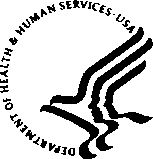 DEPARTMENT OF HEALTH & HUMAN SERVICES·USA